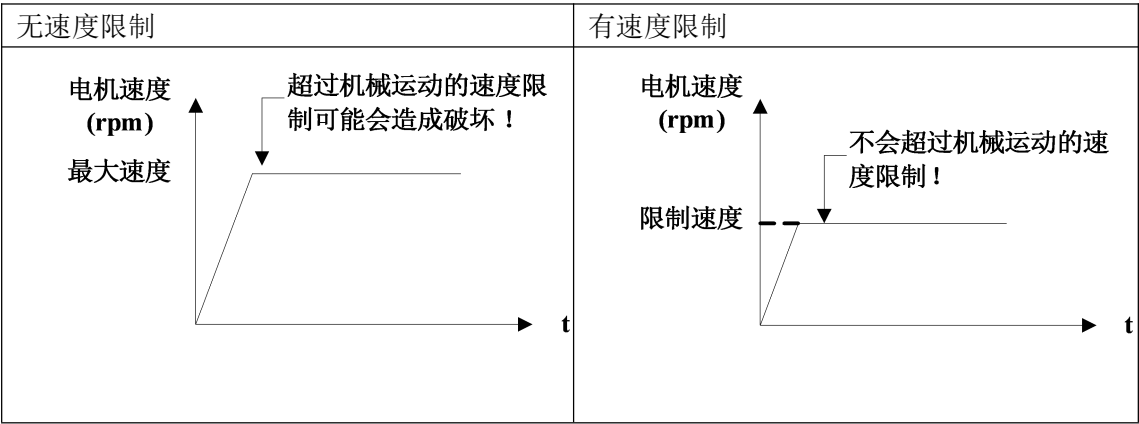 无速度限制
电机速度
(rpm)
超过机械运动的速度限
制可能会造成破坏！
最大速度
t
有速度限制
电机速度
(rpm)
不会超过机械运动的速
度限制！
限制速度
t